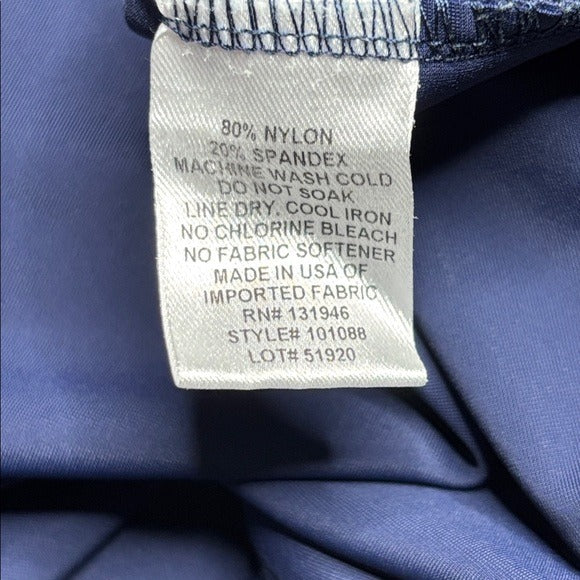 80% NYLON
20% SPANDEX
MACHINE WASH COLD
DO NOT SOAK
LINE DRY. COOL IRON
NO CHLORINE BLEACH
NO FABRIC SOFTENER
MADE IN USA OF
IMPORTED FABRIC
RN# 131946
STYLE# 101088
LOT# 51920